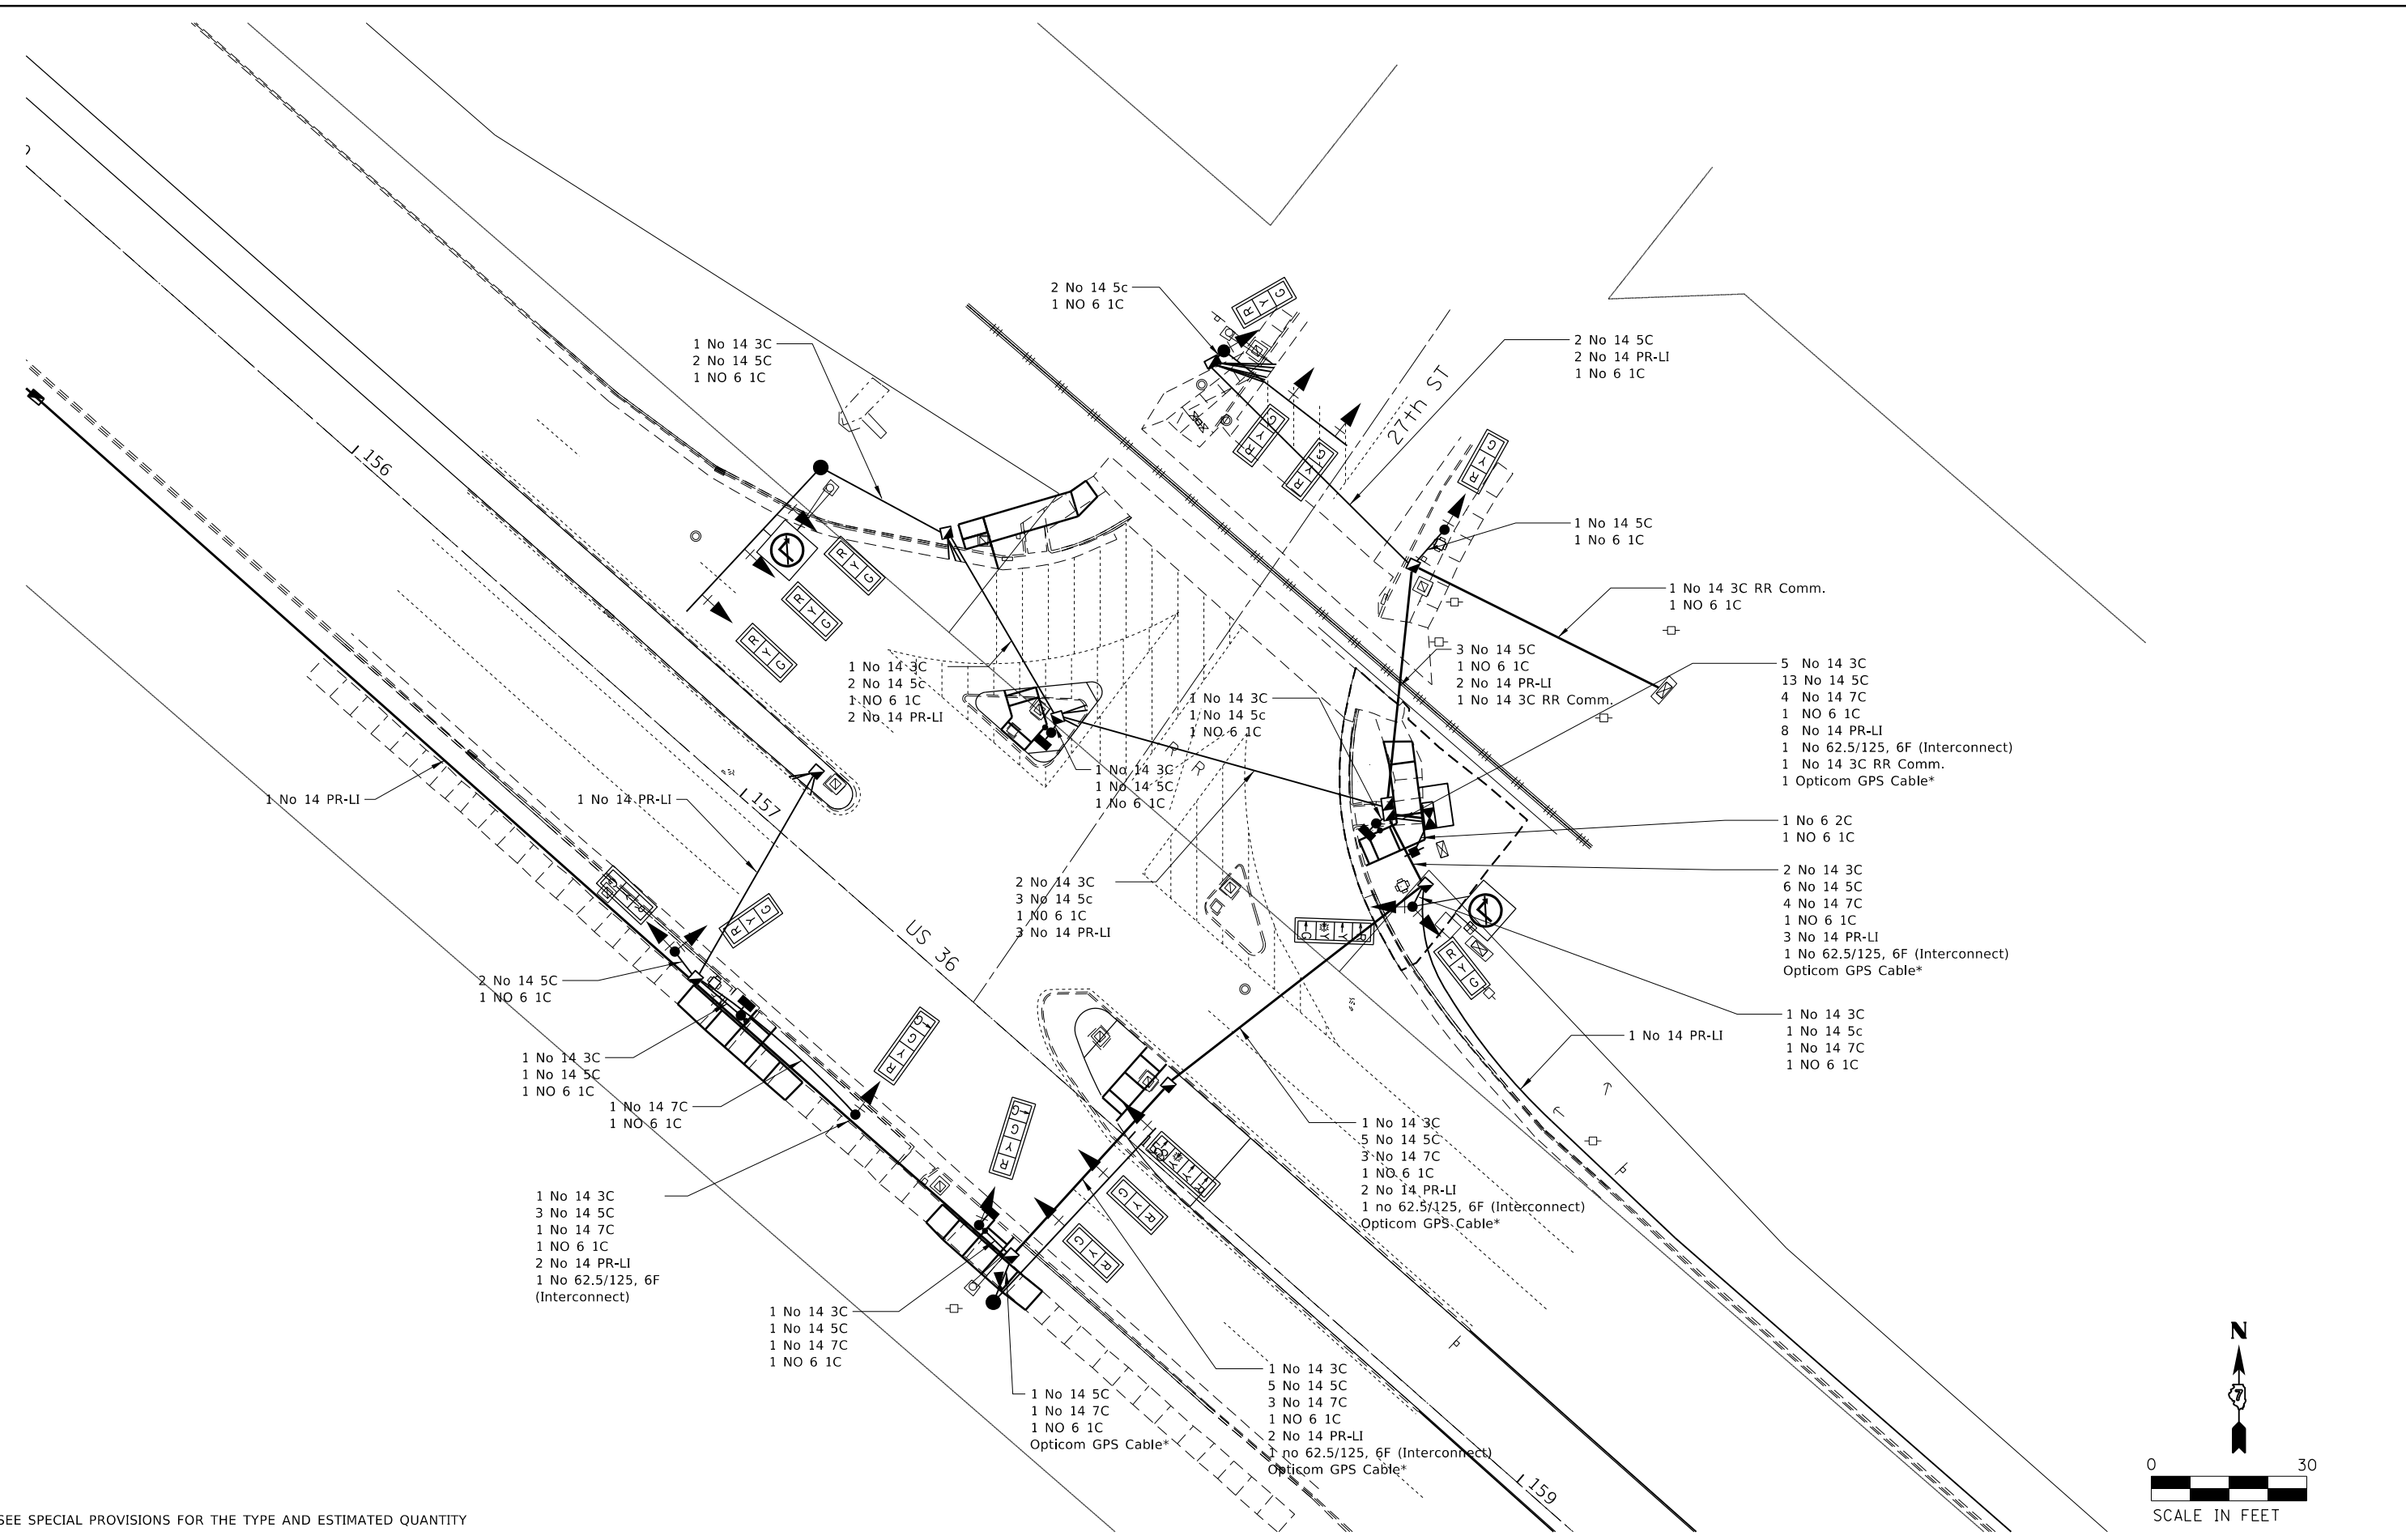 2 No 14 5c
1 NO 6 1C
1 No 14 3C
2 No 14 5C
1 NO 6 1C
2 No 14 5C
2 No 14 PR-LI
1 No 6 1C
27th ST
R Y G
R Y G
R Y G
R Y G
156
1 No 14 5C
1 No 6 1C
1 No 14 3C RR Comm.
1 NO 6 1C
R Y G
R Y G
R Y G
1 No 14 3C
2 No 14 5c
1 NO 6 1C
2 No 14 PR-LI
3 No 14 5C
1 NO 6 1C
2 No 14 PR-LI
1 No 14 3C RR Comm.
5 No 14 3C
13 No 14 5C
4 No 14 7C
1 NO 6 1C
8 No 14 PR-LI
1 No 62.5/125, 6F (Interconnect)
1 No 14 3C RR Comm.
1 Opticom GPS Cable*
1 No 14 3C
1 No 14 5c
1 NO 6 1C
R R
1 No 14 3C
1 No 14 5C
1 No 6 1C
1 No 14 PR-LI
1 No 14 PR-LI
157
1 No 6 2C
1 NO 6 1C
2 No 14 3C
6 No 14 5C
4 No 14 7C
1 NO 6 1C
3 No 14 PR-LI
1 No 62.5/125, 6F (Interconnect)
Opticom GPS Cable*
2 No 14 3C
3 No 14 5c
1 NO 6 1C
3 No 14 PR-LI
US 36
R Y G
R Y G
2 No 14 5C
1 NO 6 1C
1 No 14 3C
1 No 14 5c
1 No 14 7C
1 NO 6 1C
1 No 14 PR-LI
1 No 14 3C
1 No 14 5C
1 NO 6 1C
R Y G G
1 No 14 7C
1 NO 6 1C
R Y G G
1 No 14 3C
5 No 14 5C
3 No 14 7C
1 NO 6 1C
2 No 14 PR-LI
1 no 62.5/125, 6F (Interconnect)
Opticom GPS Cable*
R Y G
R Y G
1 No 14 3C
3 No 14 5C
1 No 14 7C
1 NO 6 1C
2 No 14 PR-LI
1 No 62.5/125, 6F
(Interconnect)
1 No 14 3C
1 No 14 5C
1 No 14 7C
1 NO 6 1C
1 No 14 5C
1 No 14 7C
1 NO 6 1C
Opticom GPS Cable*
1 No 14 3C
5 No 14 5C
3 No 14 7C
1 NO 6 1C
2 No 14 PR-LI
1 no 62.5/125, 6F (Interconnect)
Opticom GPS Cable*
159
N
7
0 30
SCALE IN FEET
SEE SPECIAL PROVISIONS FOR THE TYPE AND ESTIMATED QUANTITY